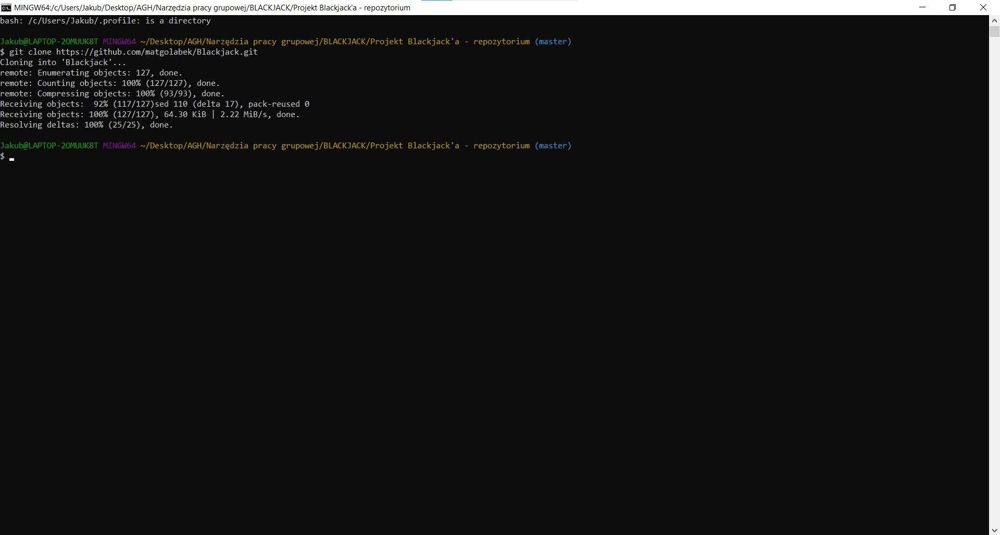 MINGW64:/c/Users/Jakub/Desktop/AGH/Narzędzia pracy grupowej/BLACKJACK/Projekt Blackjack'a - repozytorium
bash: /c/Users/Jakub/.profile: is a directory
Jakub@LAPTOP-2OMUUK8T MINGW64 ~/Desktop/AGH/Narzędzia pracy grupowej/BLACKJACK/Projekt Blackjack'a - repozytorium (master)
$ git clone https://github.com/matgolabek/Blackjack.git
Cloning into 'Blackjack'...
remote: Enumerating objects: 127, done.
remote: Counting objects: 100% (127/127), done.
remote: Compressing objects: 100% (93/93), done.
Receiving objects:  92% (117/127)sed 110 (delta 17), pack-reused 0
Receiving objects: 100% (127/127), 64.30 KiB | 2.22 MiB/s, done.
Resolving deltas: 100% (25/25), done.
Jakub@LAPTOP-2OMUUK8T MINGW64 ~/Desktop/AGH/Narzędzia pracy grupowej/BLACKJACK/Projekt Blackjack'a - repozytorium (master)
$